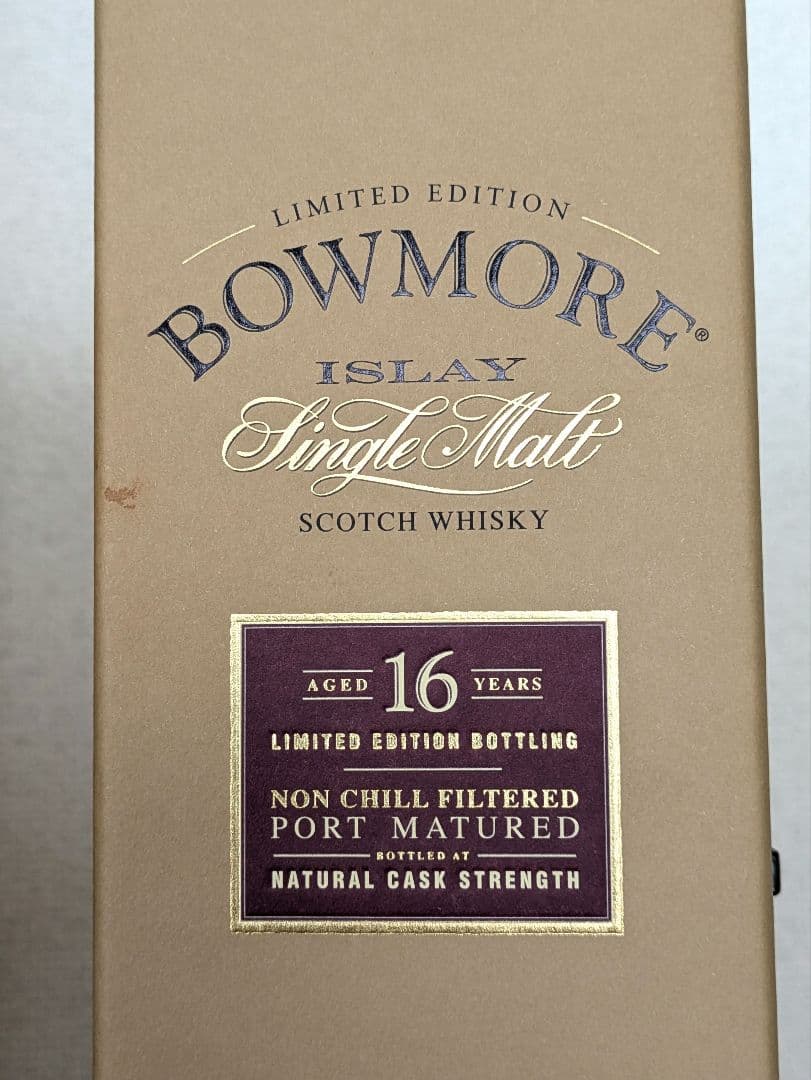 LIMITED EDITION
BOWMORE®
ISLAY
Single Malt
SCOTCH WHISKY
AGED 16 YEARS
LIMITED EDITION BOTTLING
NON CHILL FILTERED
PORT MATURED
BOTTLED AT
NATURAL CASK STRENGTH